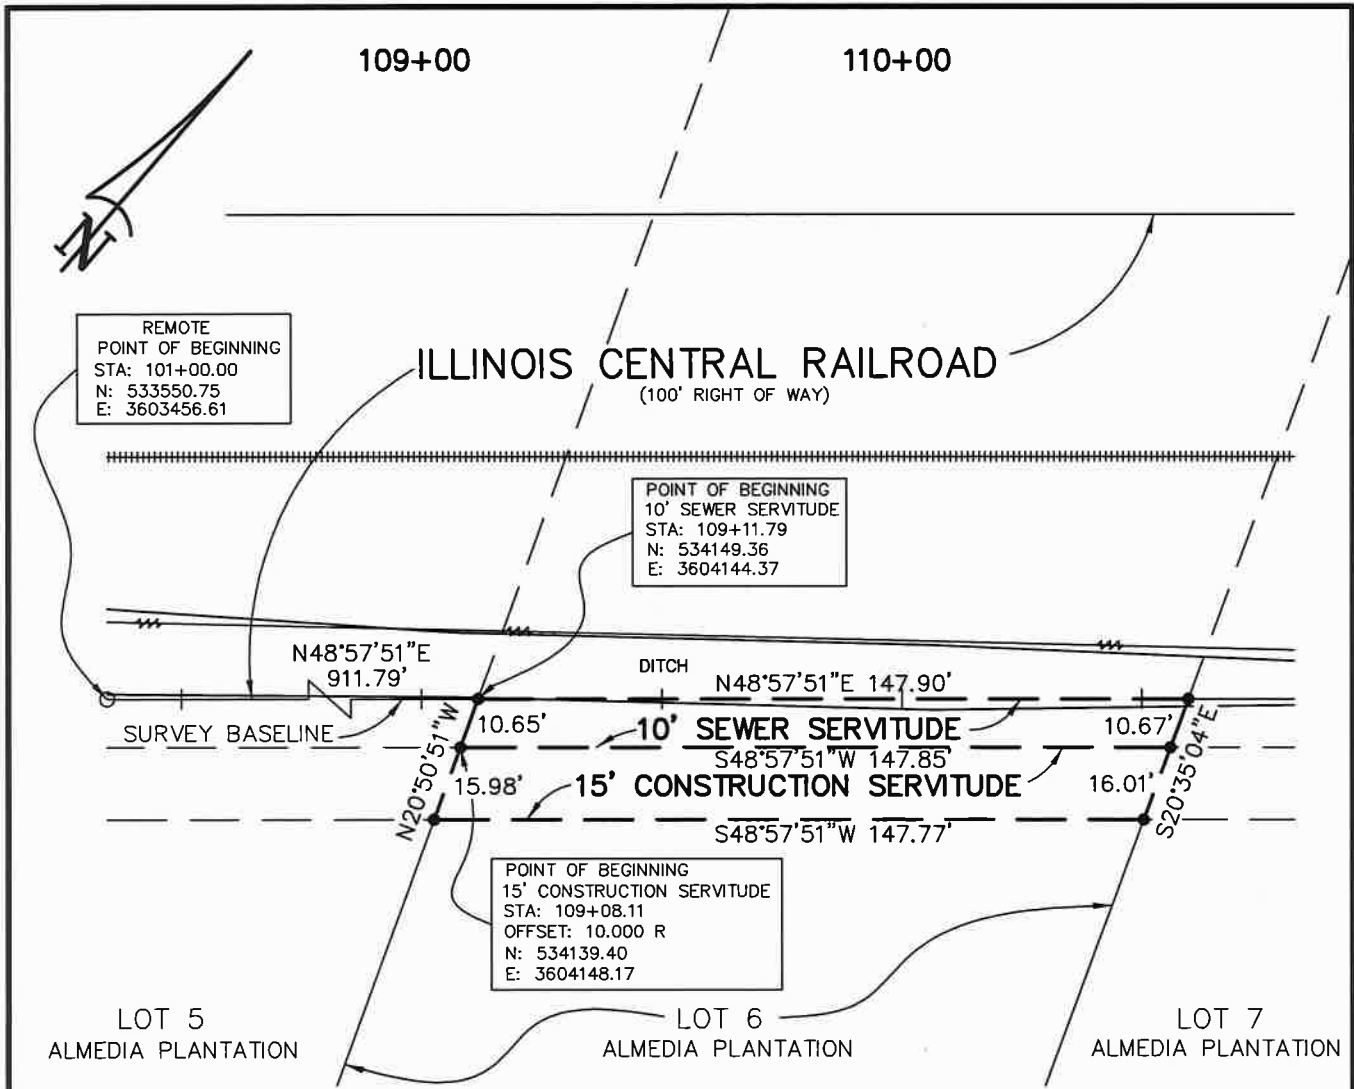 109+00
110+00
N
REMOTE
POINT OF BEGINNING
STA: 101+00.00
N: 533550.75
E: 3603456.61
ILLINOIS CENTRAL RAILROAD
(100' RIGHT OF WAY)
POINT OF BEGINNING
10' SEWER SERVITUDE
STA: 109+11.79
N: 534149.36
E: 3604144.37
N48°57'51"E
911.79'
DITCH
N48°57'51"E 147.90'
SURVEY BASELINE
10.65'
10' SEWER SERVITUDE
10.67'
S48°57'51"W 147.85'
N20°50'51"W
15.98'
15' CONSTRUCTION SERVITUDE
16.01'
S20°35'04"E
S48°57'51"W 147.77'
POINT OF BEGINNING
15' CONSTRUCTION SERVITUDE
STA: 109+08.11
OFFSET: 10.000 R
N: 534139.40
E: 3604148.17
LOT 5
ALMEDIA PLANTATION
LOT 6
ALMEDIA PLANTATION
LOT 7
ALMEDIA PLANTATION